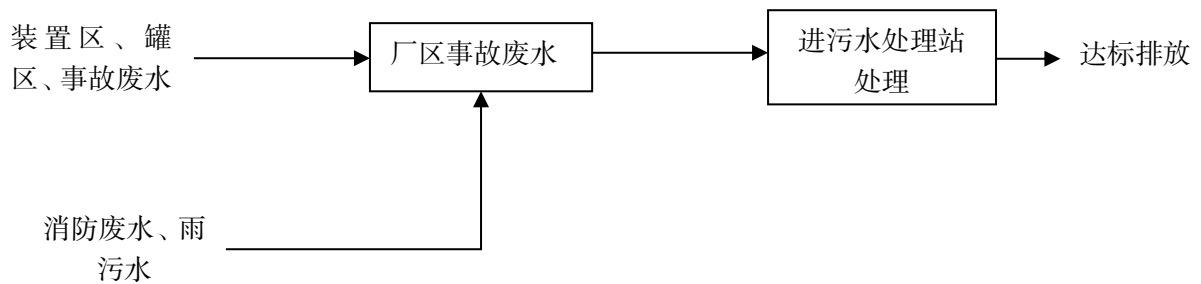 装置区、罐
区、事故废水
厂区事故废水
进污水处理站
处理
达标排放
消防废水、雨
污水